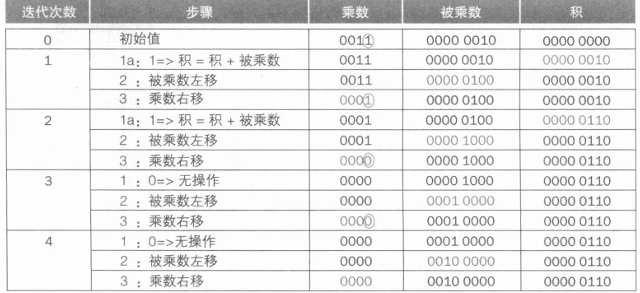 迭代次数 步骤 乘数 被乘数 积
0 初始值 0011 0000 0010 0000 0000
1 1a：1=> 积 = 积 + 被乘数 0011 0000 0010 0000 0010
2 ：被乘数左移 0011 0000 0100 0000 0010
3 ：乘数右移 0001 0000 0100 0000 0010
2 1a：1=> 积 = 积 + 被乘数 0001 0000 0100 0000 0110
2 ：被乘数左移 0001 0000 1000 0000 0110
3 ：乘数右移 0000 0000 1000 0000 0110
3 1 ：0=> 无操作 0000 0000 1000 0000 0110
2 ：被乘数左移 0000 0001 0000 0000 0110
3 ：乘数右移 0000 0001 0000 0000 0110
4 1 ：0=>无操作 0000 0001 0000 0000 0110
2 ：被乘数左移 0000 0010 0000 0000 0110
3 ：乘数右移 0000 0010 0000 0000 0110